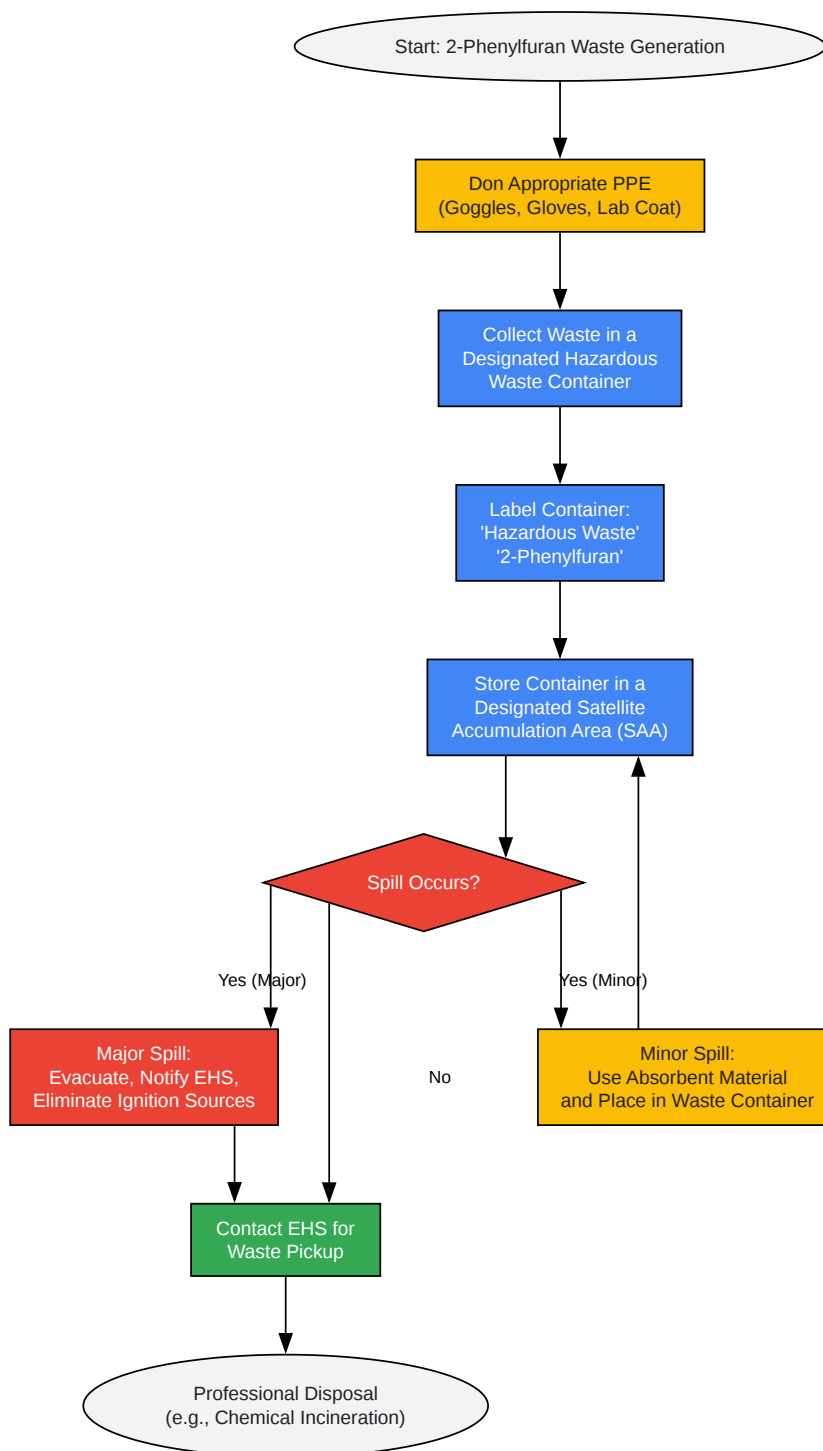 Start: 2-Phenylfuran Waste Generation
Don Appropriate PPE
(Goggles, Gloves, Lab Coat)
Collect Waste in a
Designated Hazardous
Waste Container
Label Container:
'Hazardous Waste'
'2-Phenylfuran'
Store Container in a
Designated Satellite
Accumulation Area (SAA)
Spill Occurs?
Yes (Major)
Yes (Minor)
Major Spill:
Evacuate, Notify EHS,
Eliminate Ignition Sources
No
Minor Spill:
Use Absorbent Material
and Place in Waste Container
Contact EHS for
Waste Pickup
Professional Disposal
(e.g., Chemical Incineration)